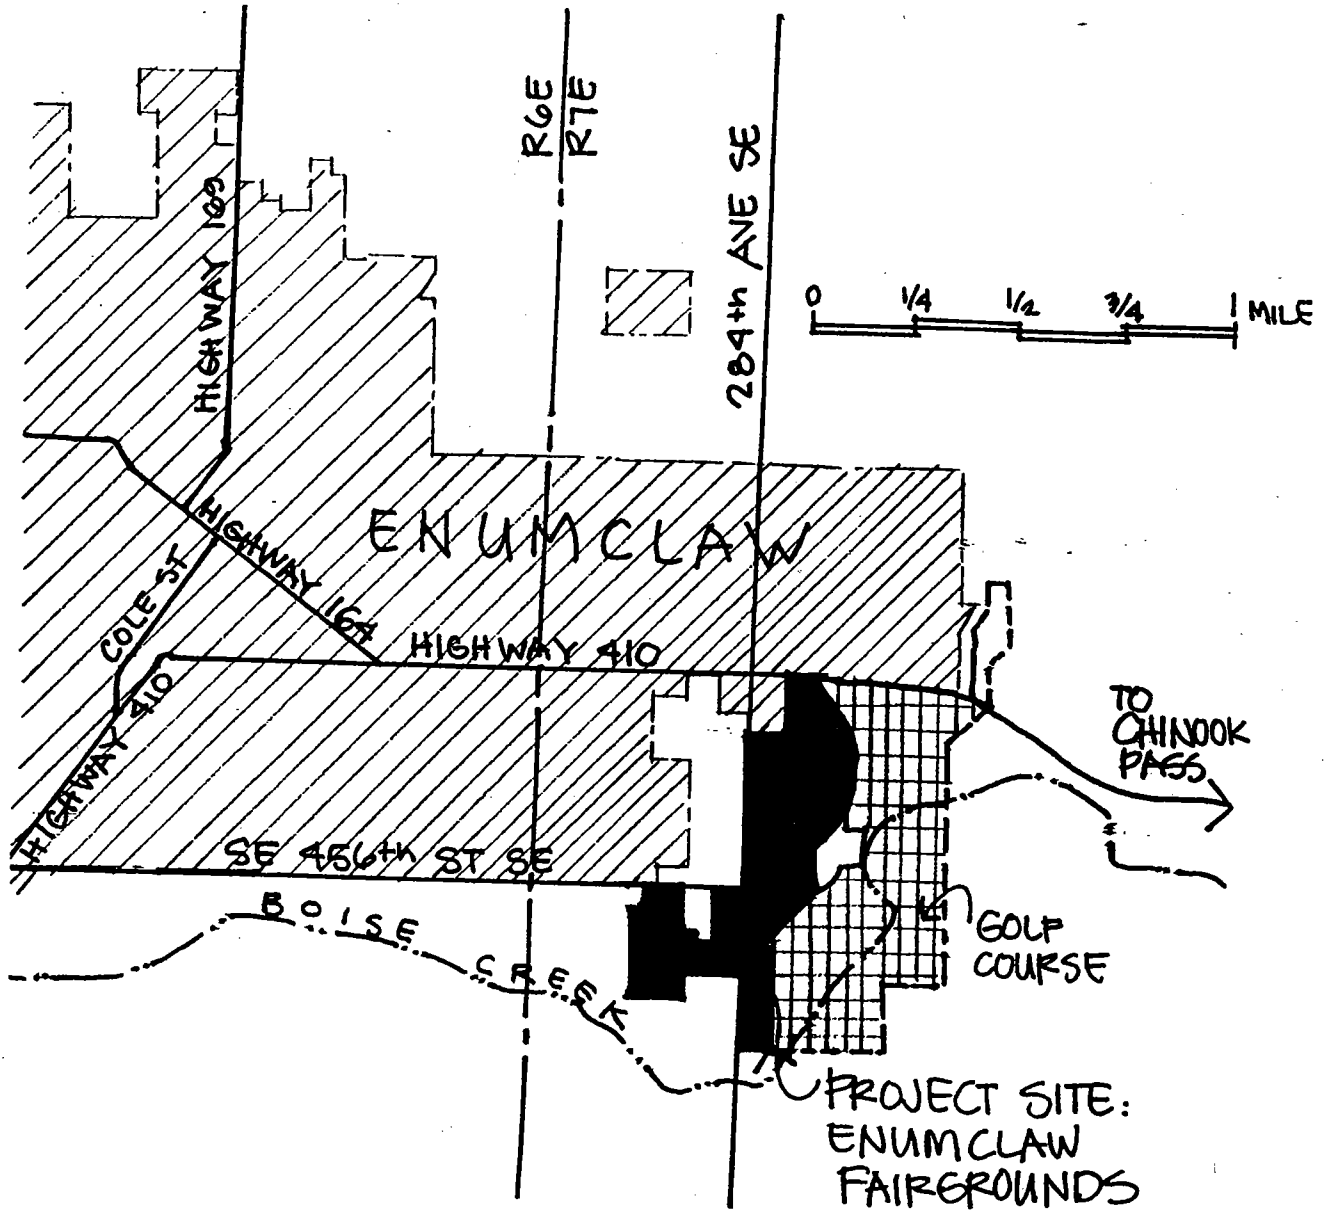 R6E
R7E
HIGHWAY 169
284th AVE SE
0 1/4 1/2 3/4 1 MILE
ENUMCLAW
HIGHWAY 164
COLE ST
HIGHWAY 410
HIGHWAY 410
TO
CHINOOK
PASS
SE 456th ST SE
BOISE CREEK
GOLF
COURSE
PROJECT SITE:
ENUMCLAW
FAIRGROUNDS